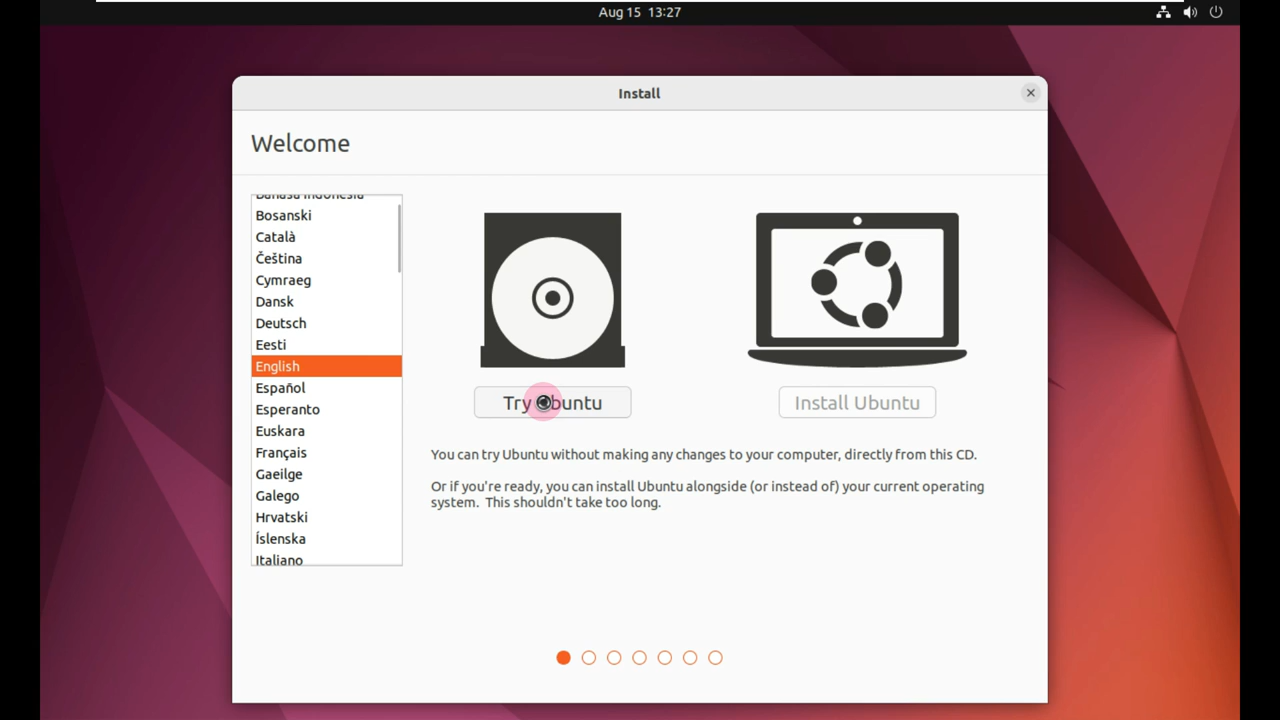 Aug 15 13:27
Install
Welcome
Bahasa Indonesia
Bosanski
Català
Čeština
Cymraeg
Dansk
Deutsch
Eesti
English
Español
Esperanto
Euskara
Français
Gaeilge
Galego
Hrvatski
Íslenska
Italiano
Try Ubuntu
Install Ubuntu
You can try Ubuntu without making any changes to your computer, directly from this CD.
Or if you're ready, you can install Ubuntu alongside (or instead of) your current operating
system. This shouldn't take too long.